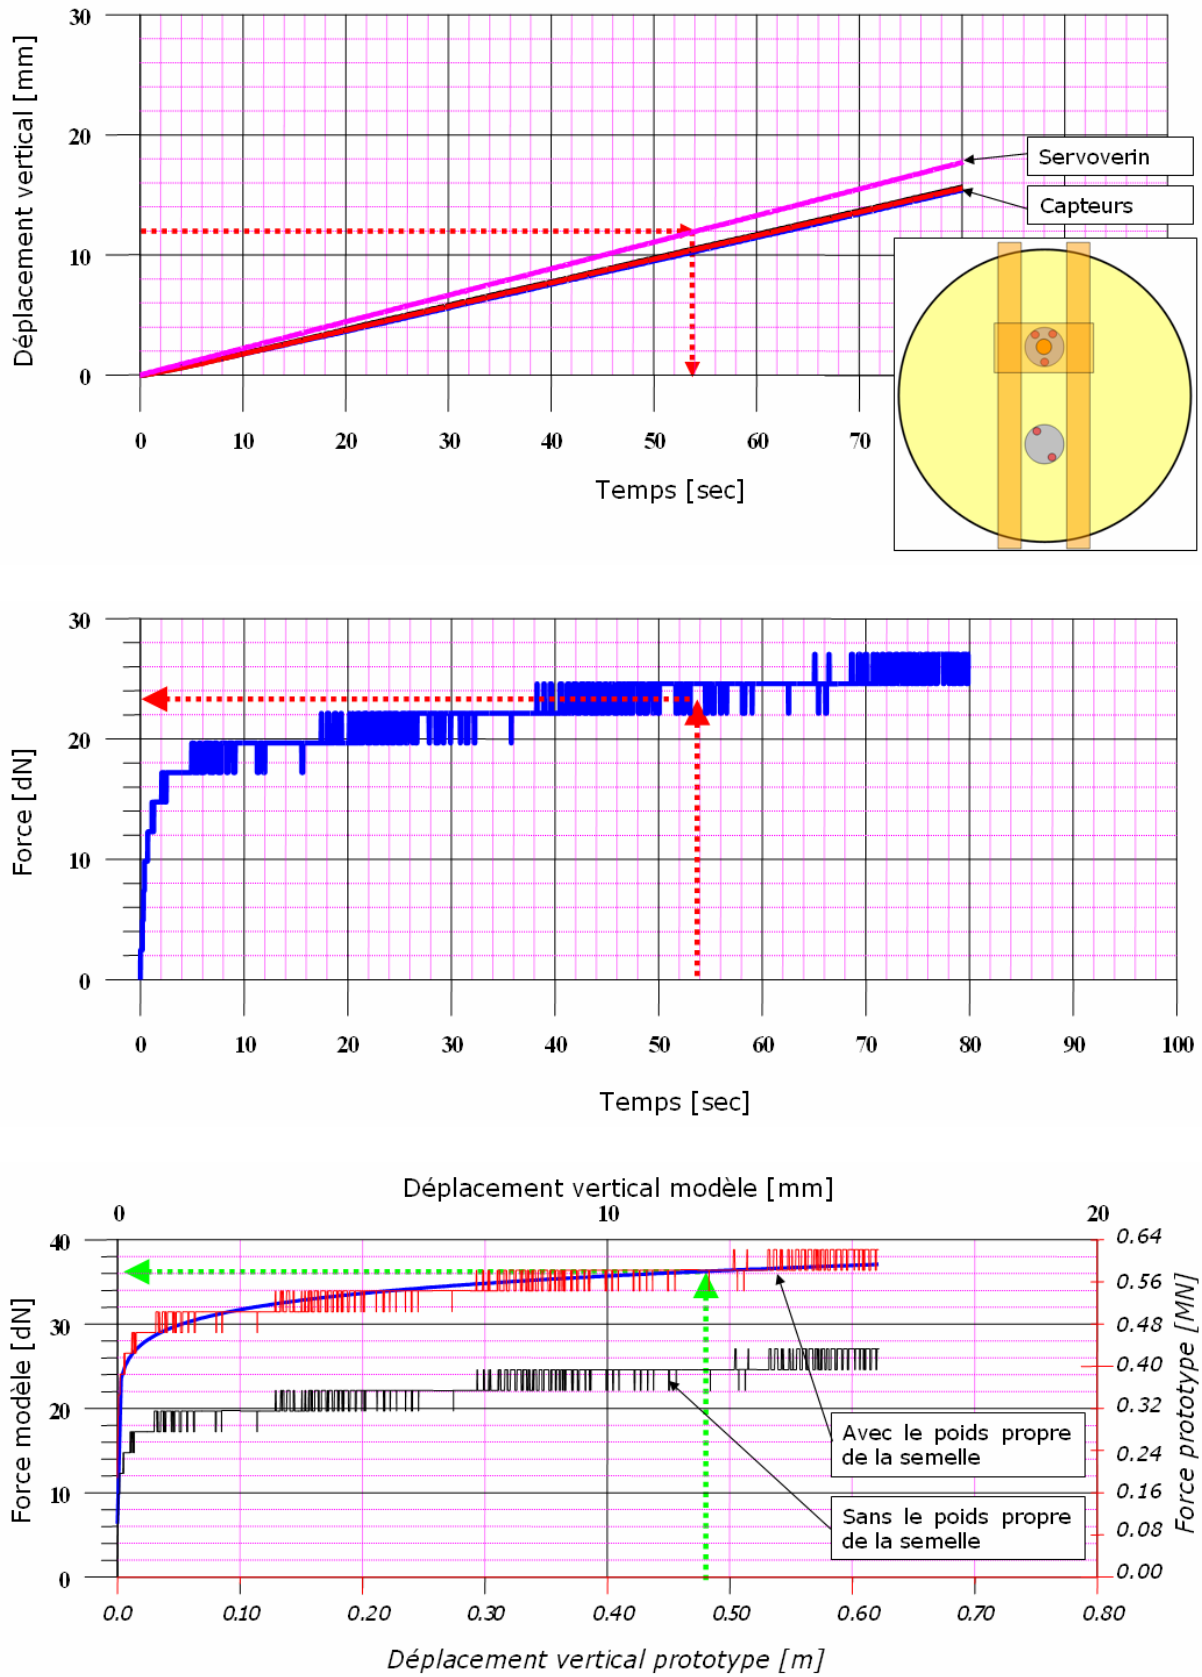 30
20
10
0
Déplacement vertical [mm]
Servoverin
Capteurs
0 10 20 30 40 50 60 70
Temps [sec]
30
20
10
0
Force [dN]
0 10 20 30 40 50 60 70 80 90 100
Temps [sec]
Déplacement vertical modèle [mm]
0 10 20
40
30
20
10
0
Force modèle [dN]
0.64
0.56
0.48
0.40
0.32
0.24
0.16
0.08
0.00
Force prototype [MN]
Avec le poids propre
de la semelle
Sans le poids propre
de la semelle
0.0 0.10 0.20 0.30 0.40 0.50 0.60 0.70 0.80
Déplacement vertical prototype [m]